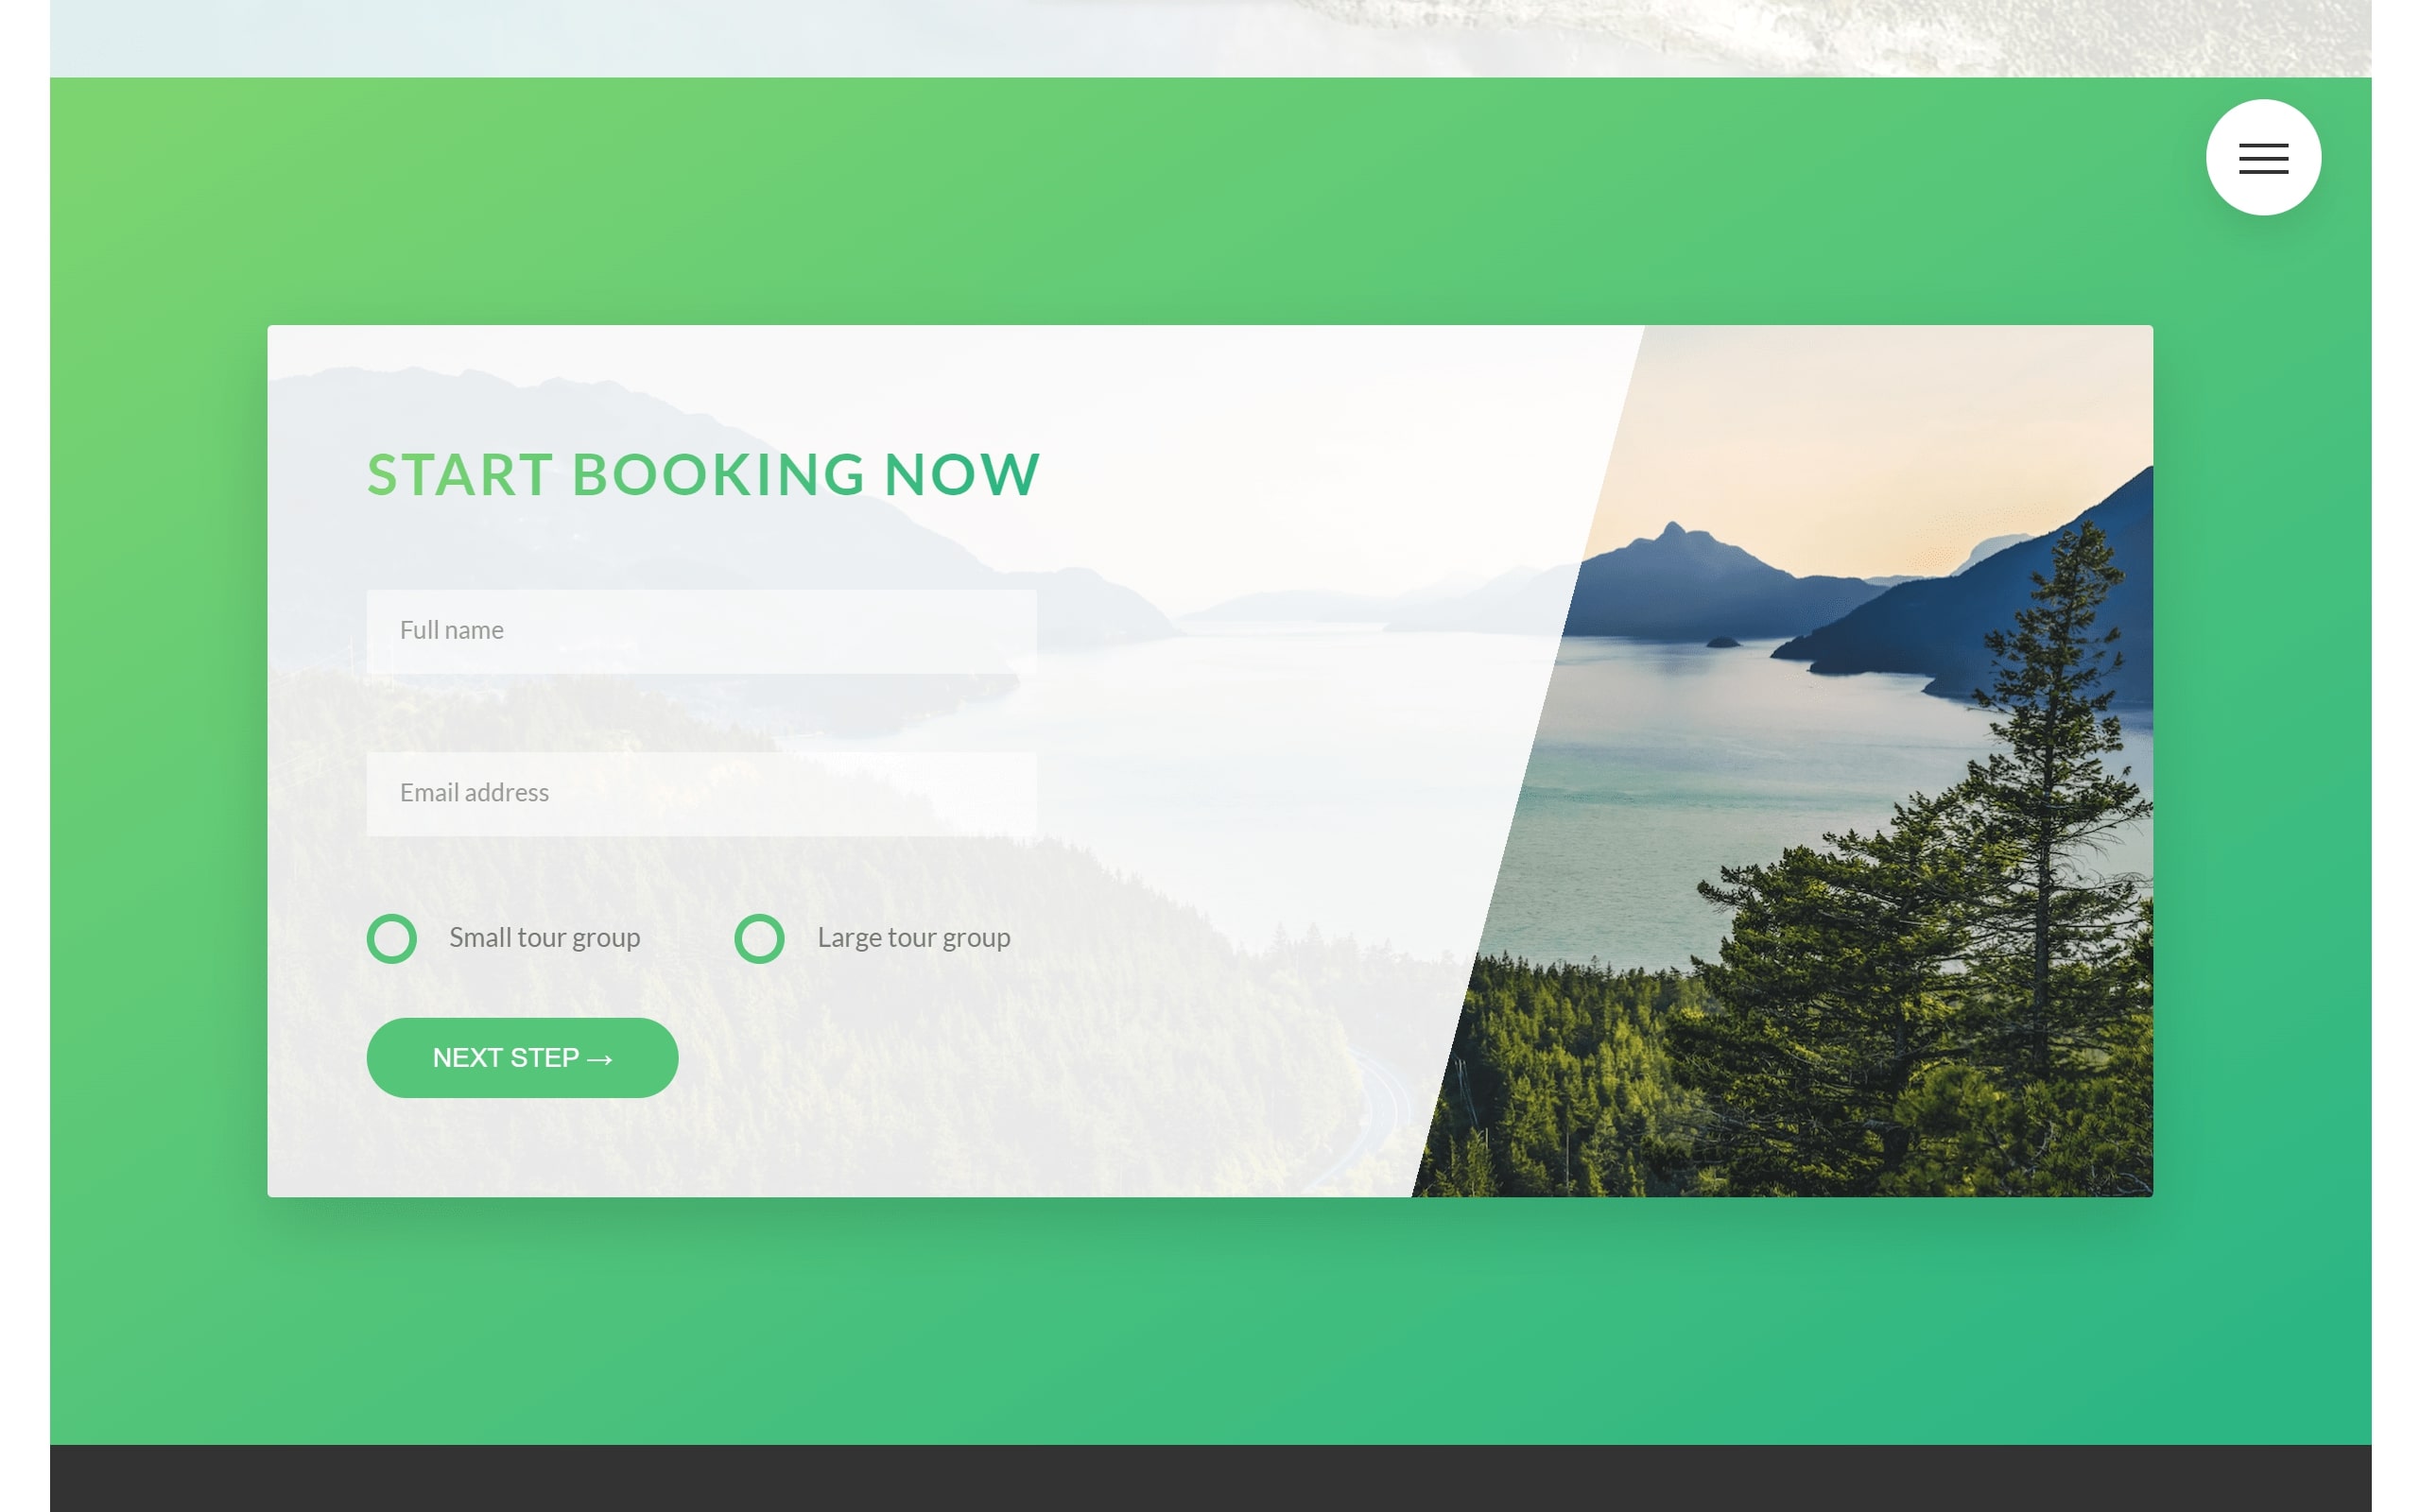 START BOOKING NOW
Full name
Email address
Small tour group
Large tour group
NEXT STEP →